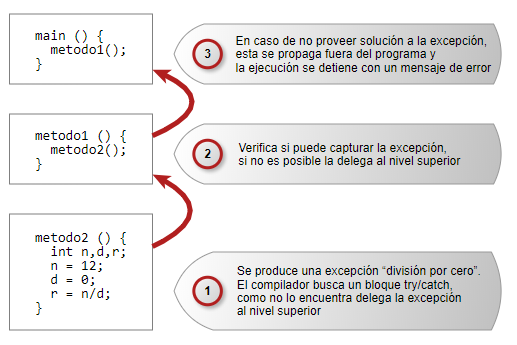 main () {
metodo1();
}
3
En caso de no proveer solución a la excepción,
esta se propaga fuera del programa y
la ejecución se detiene con un mensaje de error
metodo1 () {
metodo2();
}
2
Verifica si puede capturar la excepción,
si no es posible la delega al nivel superior
metodo2 () {
int n,d,r;
n = 12;
d = 0;
r = n/d;
}
1
Se produce una excepción “división por cero”.
El compilador busca un bloque try/catch,
como no lo encuentra delega la excepción
al nivel superior